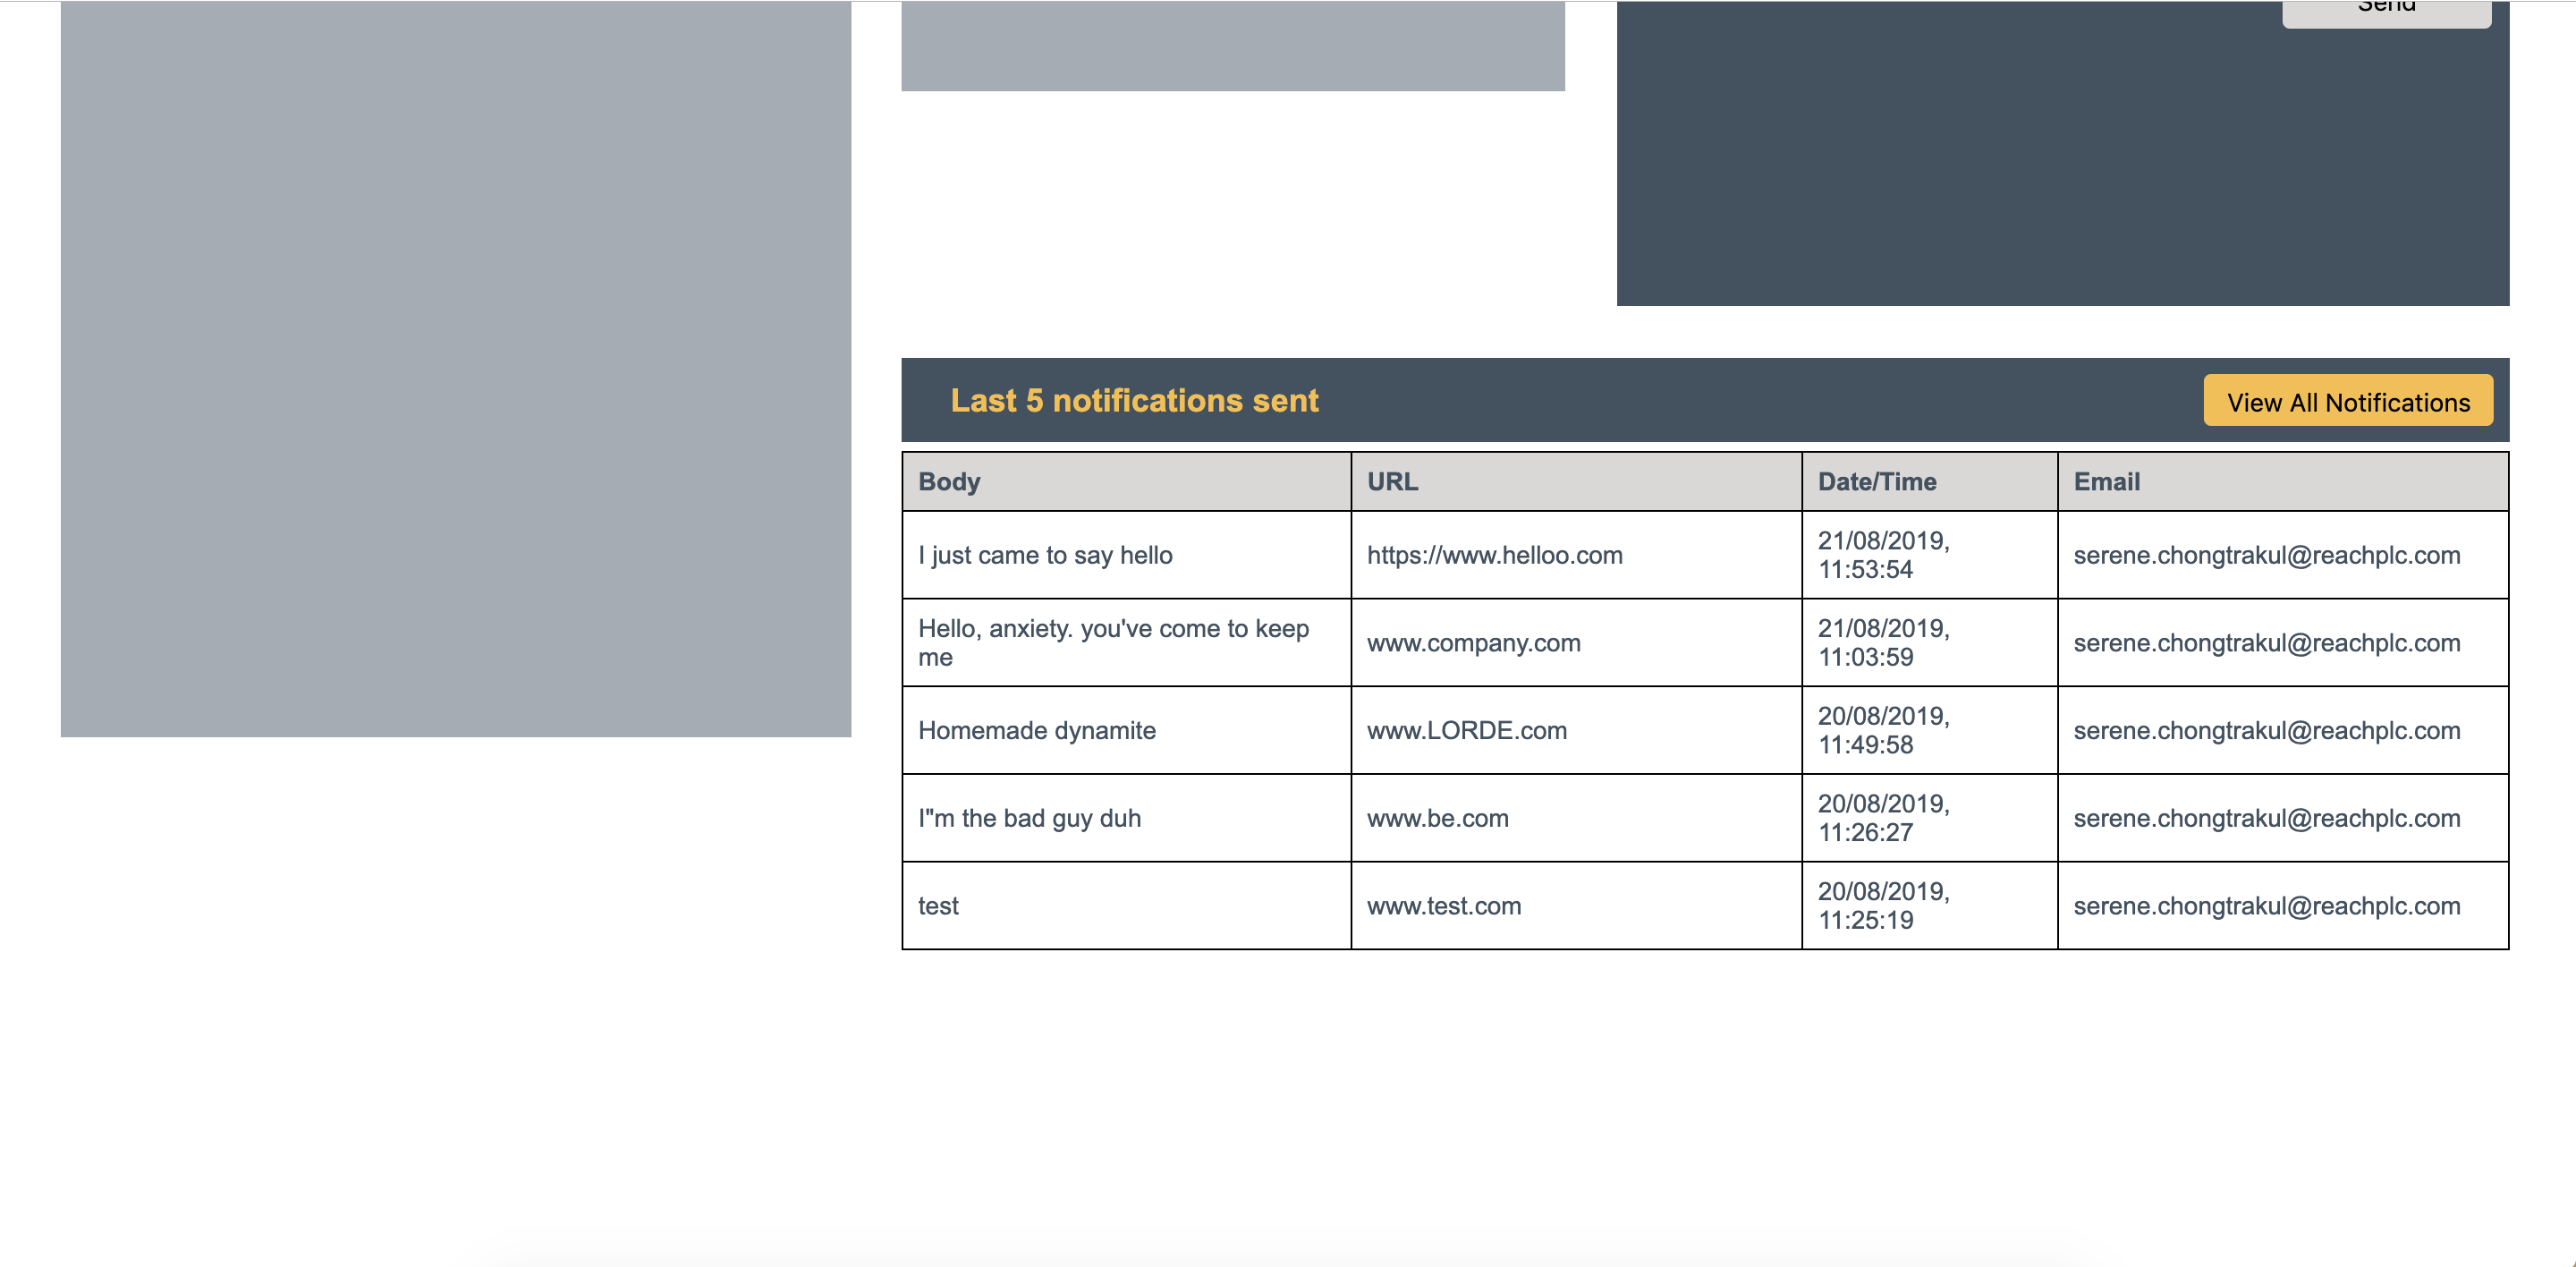 Send
Last 5 notifications sent
View All Notifications
Body URL Date/Time Email
I just came to say hello https://www.helloo.com 21/08/2019, serene.chongtrakul@reachplc.com
11:53:54
Hello, anxiety. you've come to keep www.company.com 21/08/2019, serene.chongtrakul@reachplc.com
me 11:03:59
Homemade dynamite www.LORDE.com 20/08/2019, serene.chongtrakul@reachplc.com
11:49:58
I"m the bad guy duh www.be.com 20/08/2019, serene.chongtrakul@reachplc.com
11:26:27
test www.test.com 20/08/2019, serene.chongtrakul@reachplc.com
11:25:19